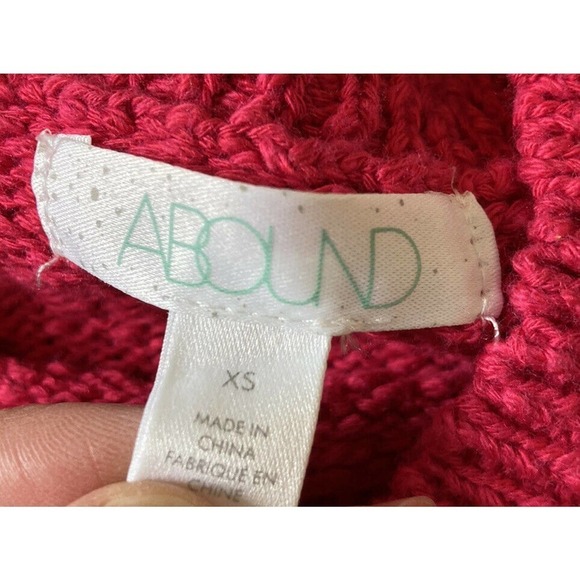 ABOUND
XS
MADE IN
CHINA
FABRIQUÉ EN
CHINE